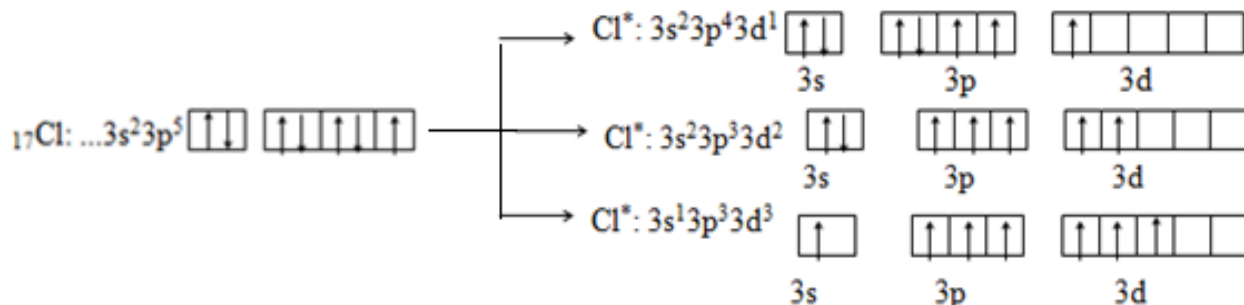 Cl*: 3s²3p⁴3d¹
3s 3p 3d
₁₇Cl: ...3s²3p⁵
Cl*: 3s²3p³3d²
3s 3p 3d
Cl*: 3s¹3p³3d³
3s 3p 3d